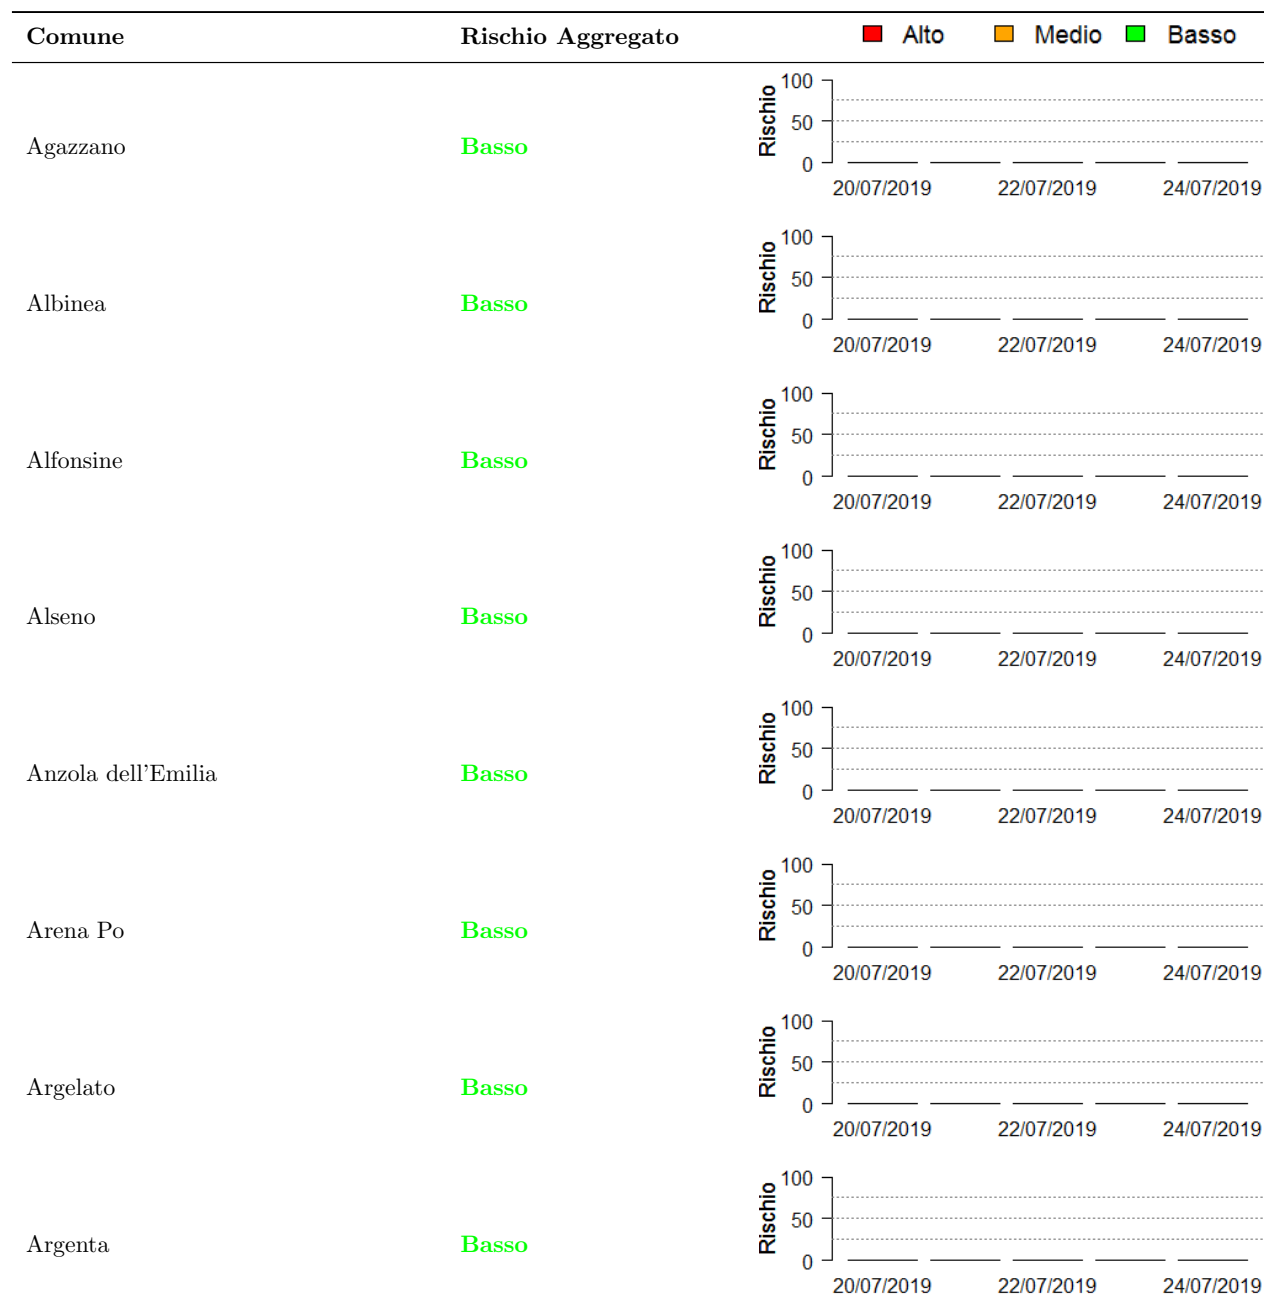 Comune Rischio Aggregato Alto Medio Basso
100
50
0
Rischio
Agazzano Basso
20/07/2019 22/07/2019 24/07/2019
100
50
0
Rischio
Albinea Basso
20/07/2019 22/07/2019 24/07/2019
100
50
0
Rischio
Alfonsine Basso
20/07/2019 22/07/2019 24/07/2019
100
50
0
Rischio
Alseno Basso
20/07/2019 22/07/2019 24/07/2019
100
50
0
Rischio
Anzola dell'Emilia Basso
20/07/2019 22/07/2019 24/07/2019
100
50
0
Rischio
Arena Po Basso
20/07/2019 22/07/2019 24/07/2019
100
50
0
Rischio
Argelato Basso
20/07/2019 22/07/2019 24/07/2019
100
50
0
Rischio
Argenta Basso
20/07/2019 22/07/2019 24/07/2019